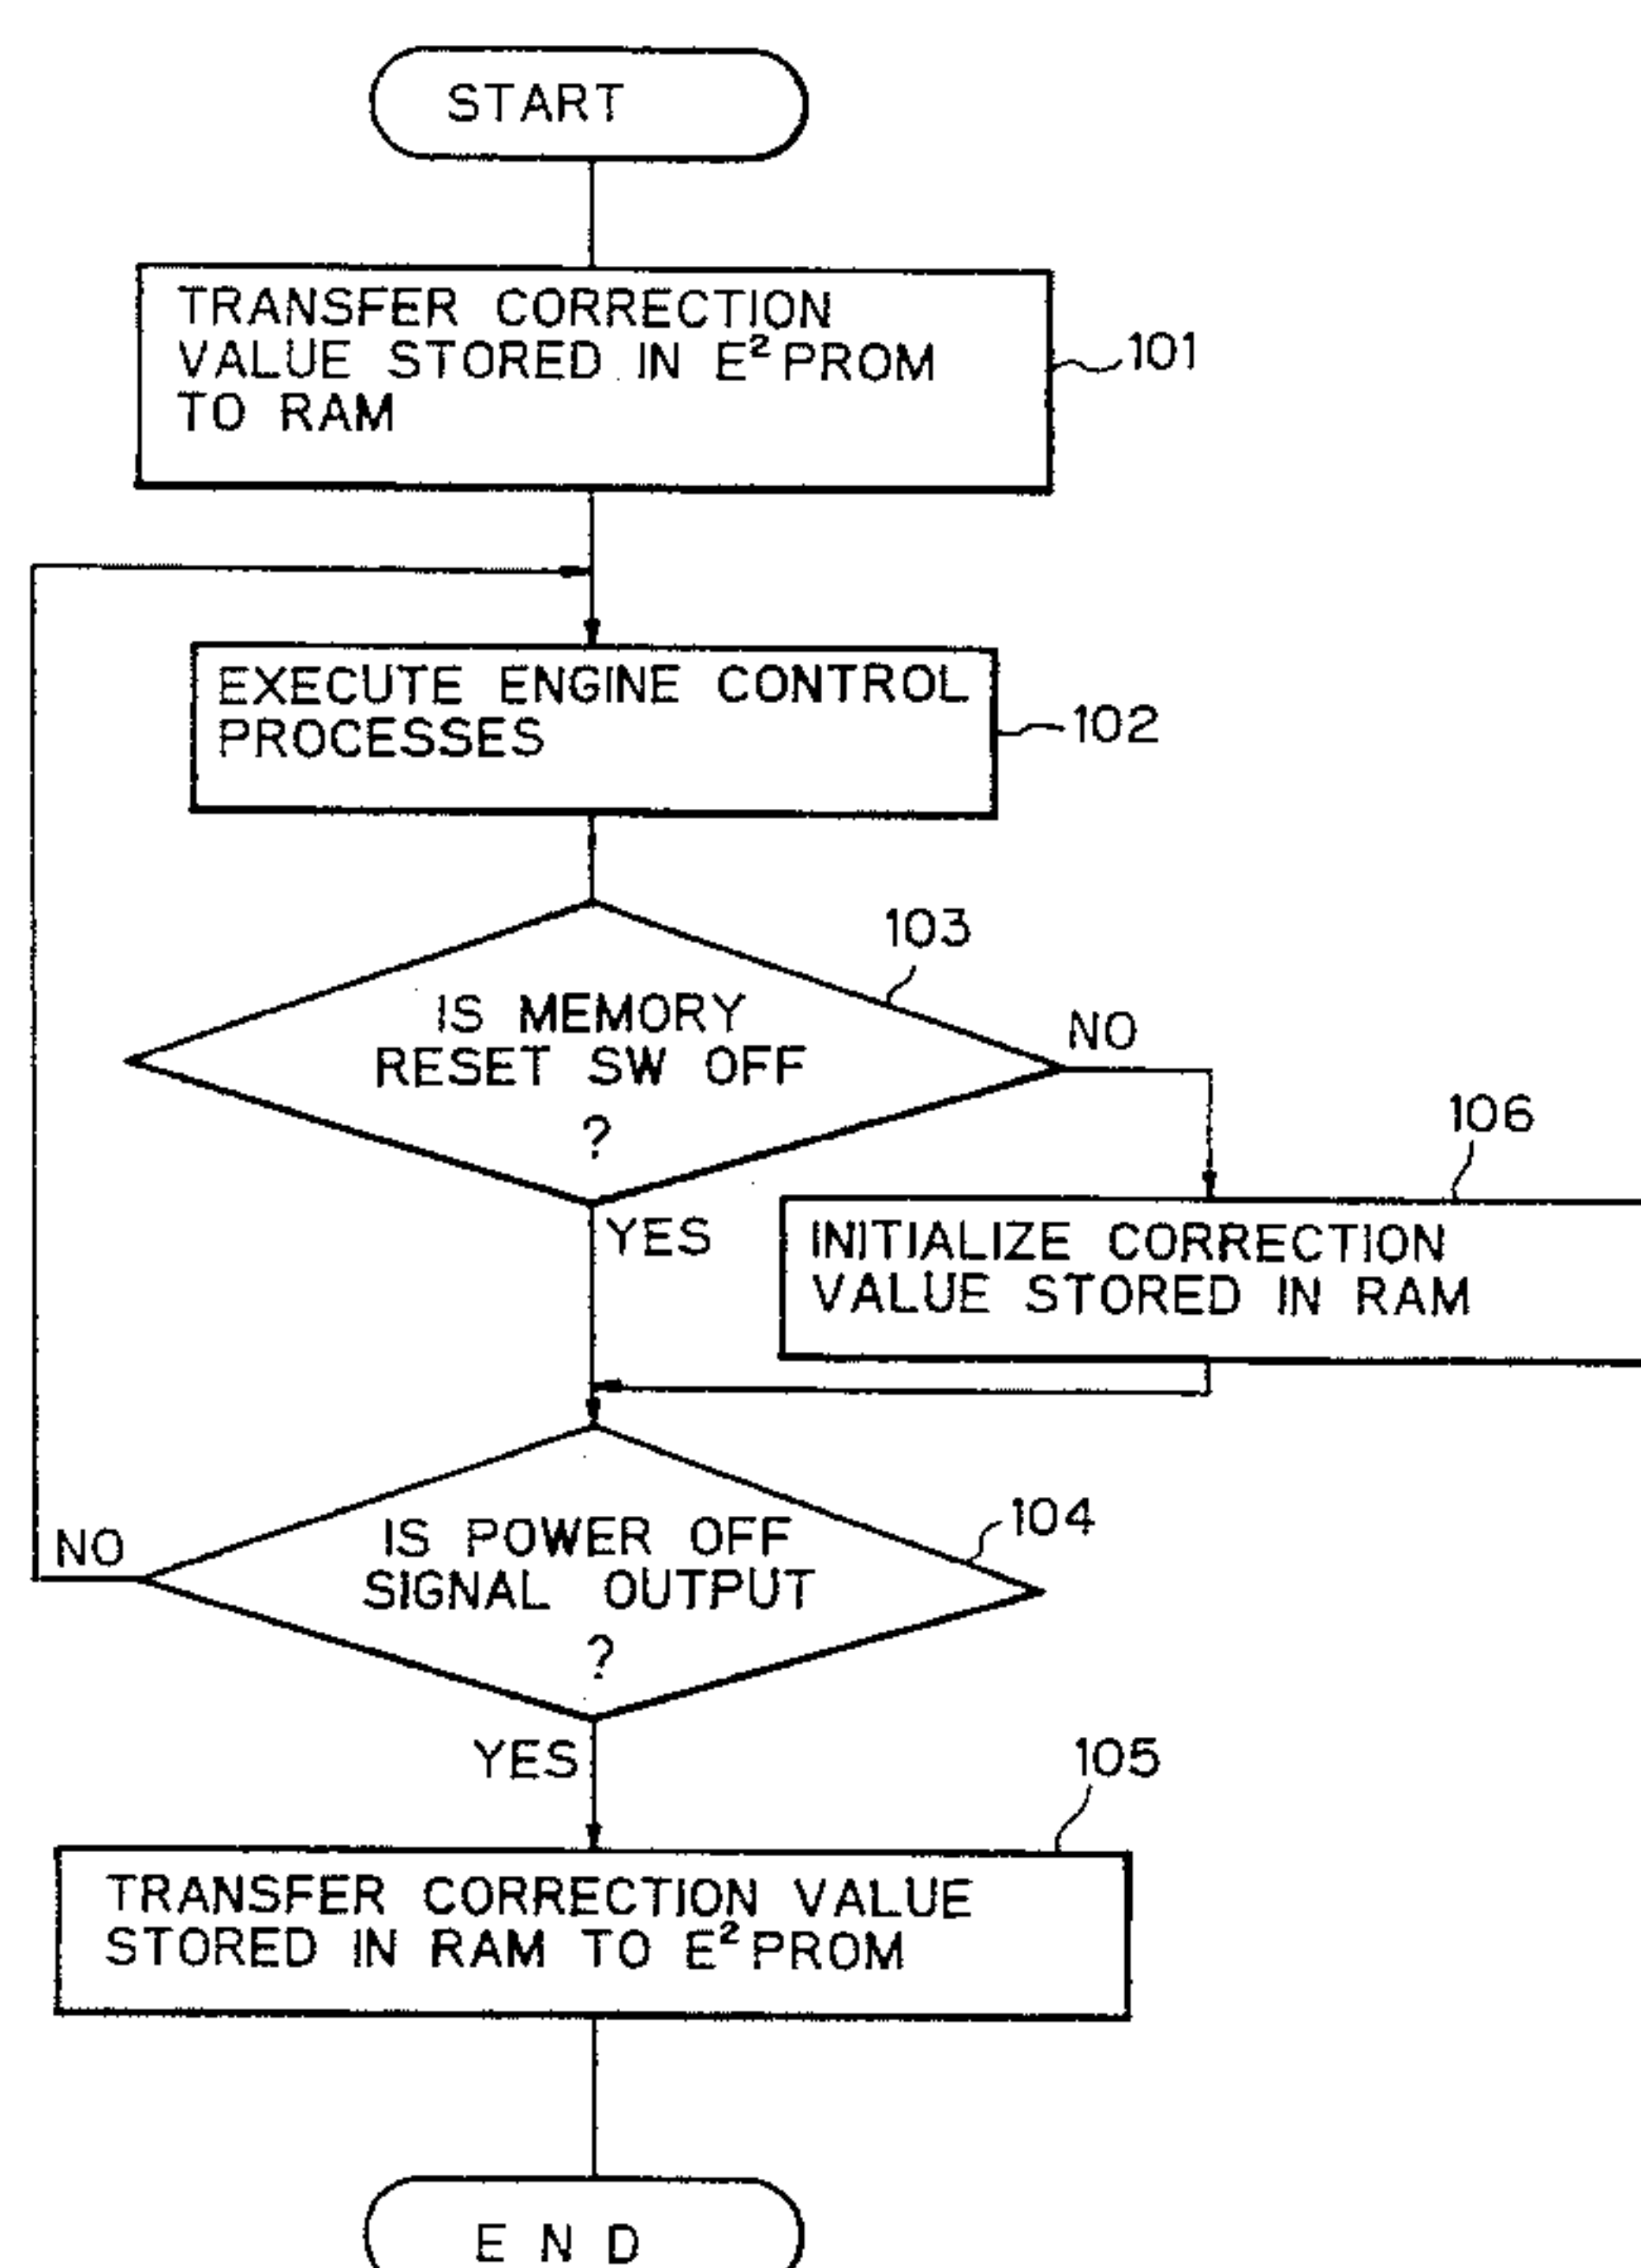 START
TRANSFER CORRECTION
VALUE STORED IN E²PROM
TO RAM
101
EXECUTE ENGINE CONTROL
PROCESSES
102
103
IS MEMORY
RESET SW OFF
?
NO
YES
106
INITIALIZE CORRECTION
VALUE STORED IN RAM
104
IS POWER OFF
SIGNAL OUTPUT
?
NO
YES
105
TRANSFER CORRECTION VALUE
STORED IN RAM TO E²PROM
END